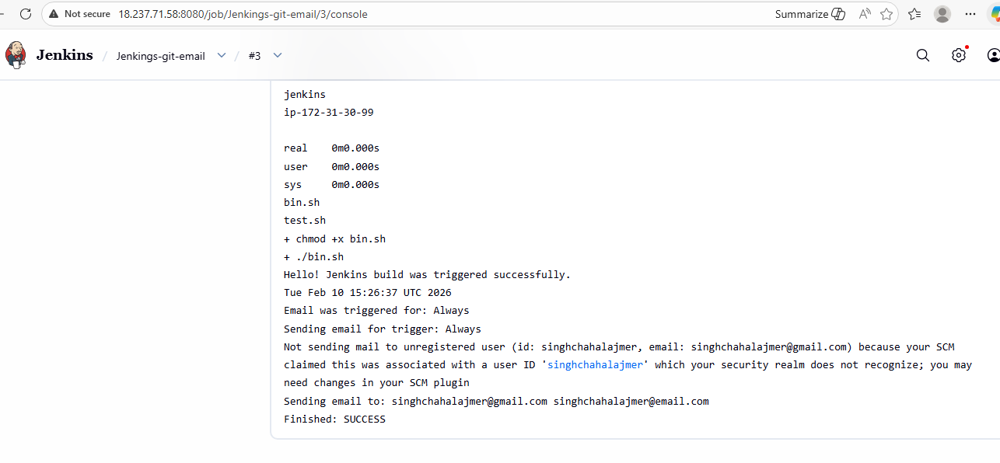 Not secure 18.237.71.58:8080/job/Jenkings-git-email/3/console Summarize
Jenkins / Jenkings-git-email / #3
jenkins
ip-172-31-30-99
real 0m0.000s
user 0m0.000s
sys 0m0.000s
bin.sh
test.sh
+ chmod +x bin.sh
+ ./bin.sh
Hello! Jenkins build was triggered successfully.
Tue Feb 10 15:26:37 UTC 2026
Email was triggered for: Always
Sending email for trigger: Always
Not sending mail to unregistered user (id: singhchahalajmer, email: singhchahalajmer@gmail.com) because your SCM
claimed this was associated with a user ID 'singhchahalajmer' which your security realm does not recognize; you may
need changes in your SCM plugin
Sending email to: singhchahalajmer@gmail.com singhchahalajmer@email.com
Finished: SUCCESS